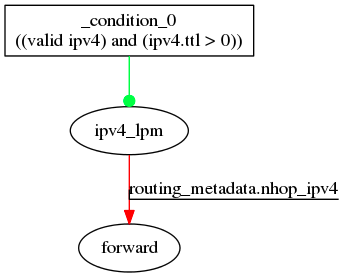 _condition_0
((valid ipv4) and (ipv4.ttl > 0))
ipv4_lpm
routing_metadata.nhop_ipv4
forward